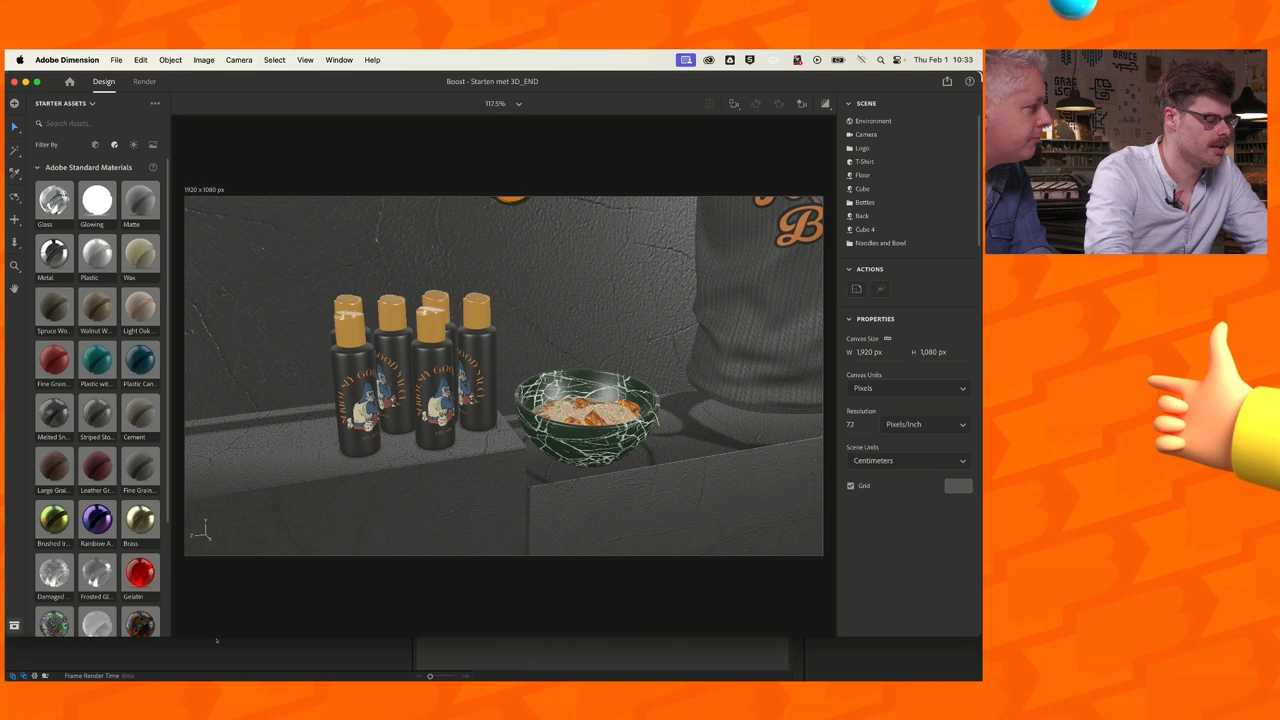 Adobe Dimension File Edit Object Image Camera Select View Window Help Thu Feb 1 10:33
Design Render Boost - Starten met 3D_END
STARTER ASSETS
117.5%
Search Assets...
Filter By
Adobe Standard Materials
Glass Glowing Matte
Metal Plastic Wax
Spruce Wo... Walnut W... Light Oak ...
Fine Grain... Plastic wit... Plastic Can...
Melted Sn... Striped Sto... Cement
Large Grai... Leather Gr... Fine Grain...
Brushed Ir... Rainbow A... Brass
Damaged ... Frosted Gl... Gelatin
1920 x 1080 px
B
Y
Z
X
SCENE
Environment
Camera
Logo
T-Shirt
Floor
Cube
Bottles
Back
Cube 4
Noodles and Bowl
ACTIONS
PROPERTIES
Canvas Size
W 1,920 px H 1,080 px
Canvas Units
Pixels
Resolution
72 Pixels/Inch
Scene Units
Centimeters
Grid
Frame Render Time 0ms
BRUCE